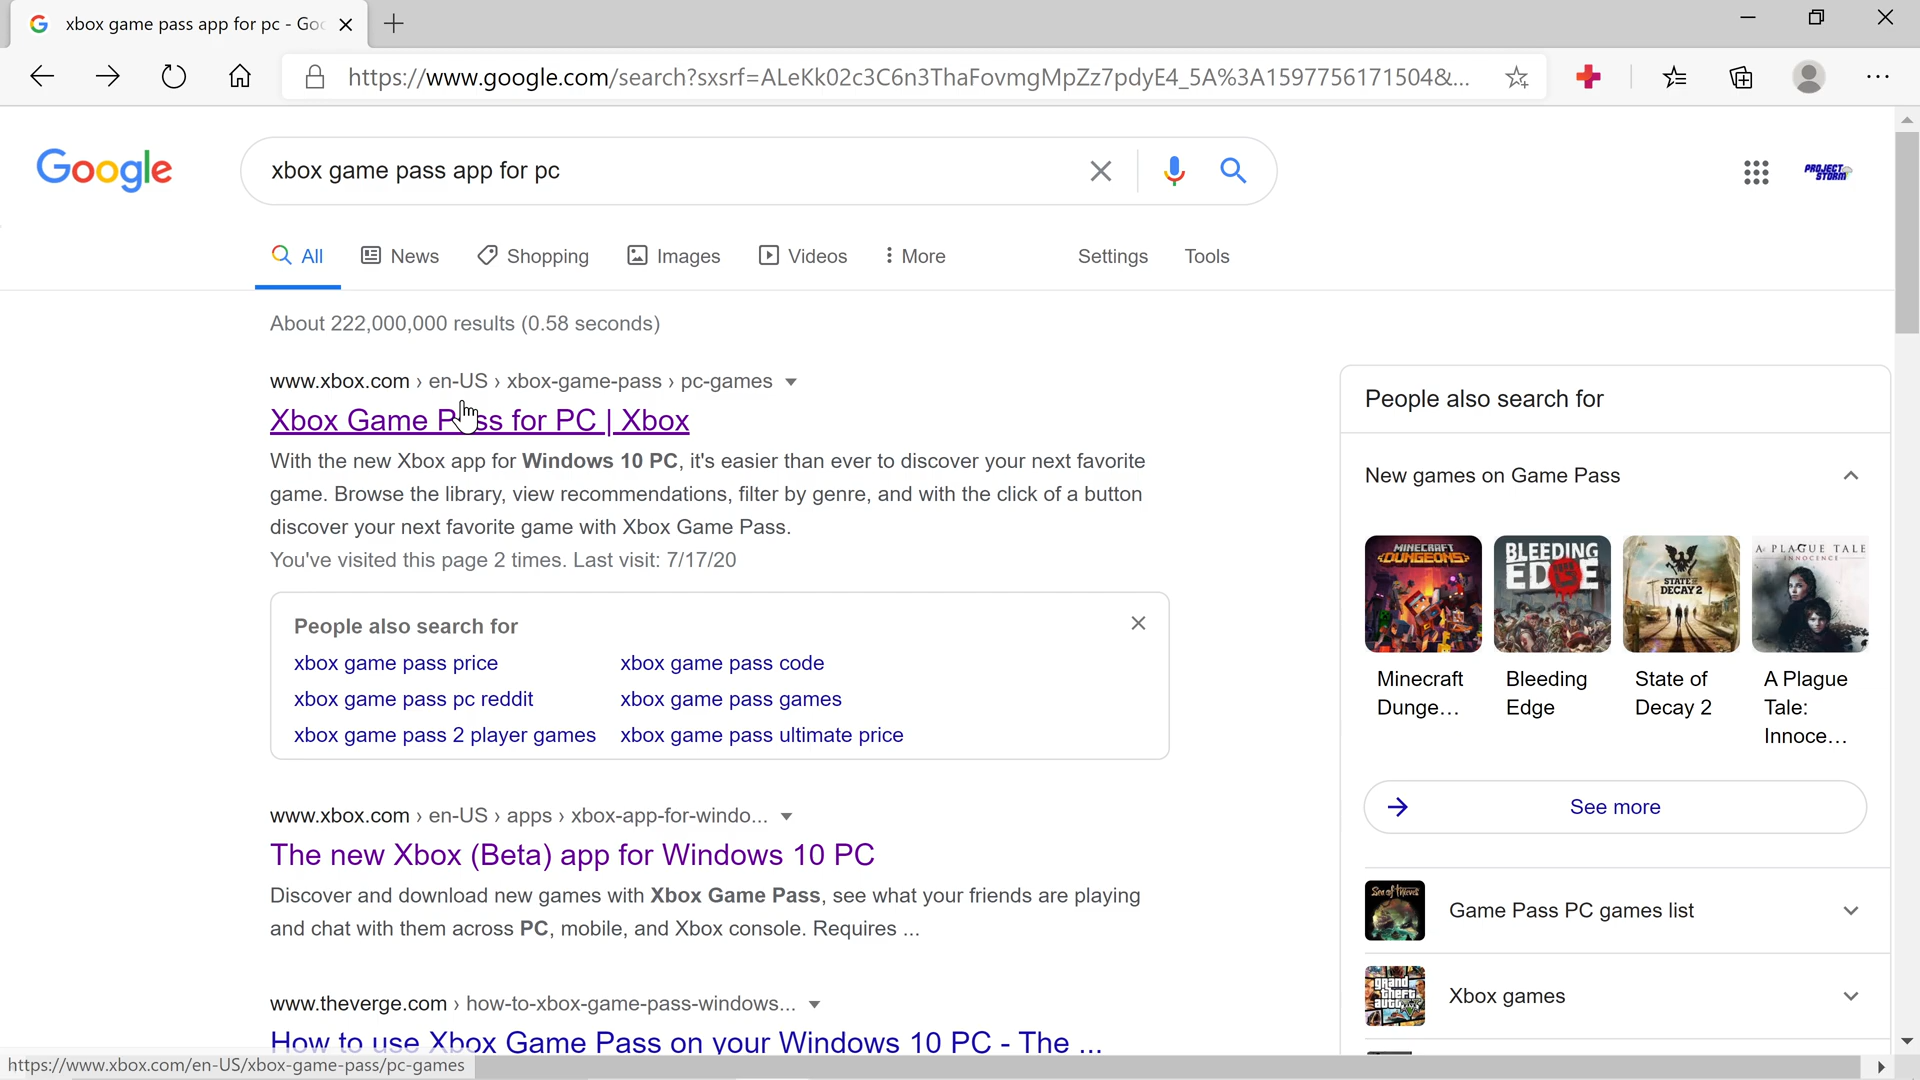 xbox game pass app for pc - Goo
https://www.google.com/search?sxsrf=ALeKk02c3C6n3ThaFovmgMpZz7pdyE4_5A%3A1597756171504&...
Google
xbox game pass app for pc
PROJECT
STORM
All
News
Shopping
Images
Videos
More
Settings
Tools
About 222,000,000 results (0.58 seconds)
www.xbox.com › en-US › xbox-game-pass › pc-games
Xbox Game Pass for PC | Xbox
With the new Xbox app for Windows 10 PC, it's easier than ever to discover your next favorite
game. Browse the library, view recommendations, filter by genre, and with the click of a button
discover your next favorite game with Xbox Game Pass.
You've visited this page 2 times. Last visit: 7/17/20
People also search for
xbox game pass price
xbox game pass code
xbox game pass pc reddit
xbox game pass games
xbox game pass 2 player games
xbox game pass ultimate price
www.xbox.com › en-US › apps › xbox-app-for-windo...
The new Xbox (Beta) app for Windows 10 PC
Discover and download new games with Xbox Game Pass, see what your friends are playing
and chat with them across PC, mobile, and Xbox console. Requires ...
www.theverge.com › how-to-xbox-game-pass-windows...
How to use Xbox Game Pass on your Windows 10 PC - The ...
People also search for
New games on Game Pass
MINECRAFT
DUNGEONS
BLEEDING
EDGE
STATE OF
DECAY 2
A PLAGUE TALE
INNOCENCE
Minecraft
Dunge...
Bleeding
Edge
State of
Decay 2
A Plague
Tale:
Innoce...
See more
Sea of Thieves
Game Pass PC games list
grand
theft
auto
Xbox games
https://www.xbox.com/en-US/xbox-game-pass/pc-games